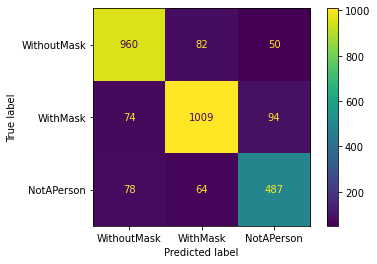 WithoutMask 960 82 50
WithMask 74 1009 94
NotAPerson 78 64 487
WithoutMask WithMask NotAPerson
Predicted label
True label
1000
800
600
400
200